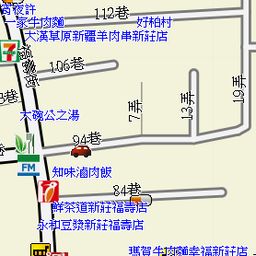 112巷
一家牛肉麵
好柏村
大漢草原新疆羊肉串新莊店
106巷
7弄
13弄
19弄
大碗公之湯
94巷
FM
知味滷肉飯
84巷
鮮茶道新莊福壽店
永和豆漿新莊福壽店
瑪賀牛肉麵幸福新莊店